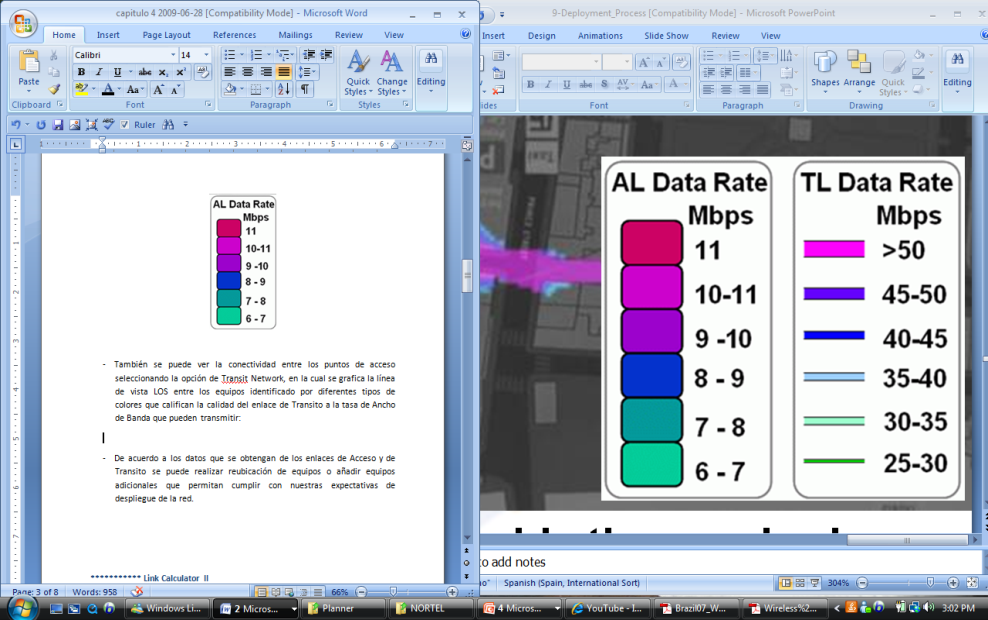 capitulo 4 2009-06-28 [Compatibility Mode] - Microsoft Word
Home Insert Page Layout References Mailings Review View
Calibri 14
Paste
Quick Styles
Change Styles
Editing
Clipboard Font Paragraph Styles
Ruler
AL Data Rate
Mbps
11
10-11
9 -10
8 - 9
7 - 8
6 - 7
- También se puede ver la conectividad entre los puntos de acceso
seleccionando la opción de Transit Network, en la cual se grafica la línea
de vista LOS entre los equipos identificado por diferentes tipos de
colores que califican la calidad del enlace de Transito a la tasa de Ancho
de Banda que pueden transmitir:
- De acuerdo a los datos que se obtengan de los enlaces de Acceso y de
Transito se puede realizar reubicación de equipos o añadir equipos
adicionales que permitan cumplir con nuestras expectativas de
despliegue de la red.
Link Calculator II
Page: 3 of 8 Words: 958 66%
9-Deployment_Process [Compatibility Mode] - Microsoft PowerPoint
Insert Design Animations Slide Show Review View
Shapes Arrange Quick Styles Editing
Font Paragraph Drawing
AL Data Rate
Mbps
11
10-11
9 -10
8 - 9
7 - 8
6 - 7
TL Data Rate
Mbps
>50
45-50
40-45
35-40
30-35
25-30
to add notes
Spanish (Spain, International Sort) 304%
Wireless Li... 2 Micros... Planner NORTEL 4 Micros... YouTube - I... Brazil07_W... Wireless%2... 3:02 PM